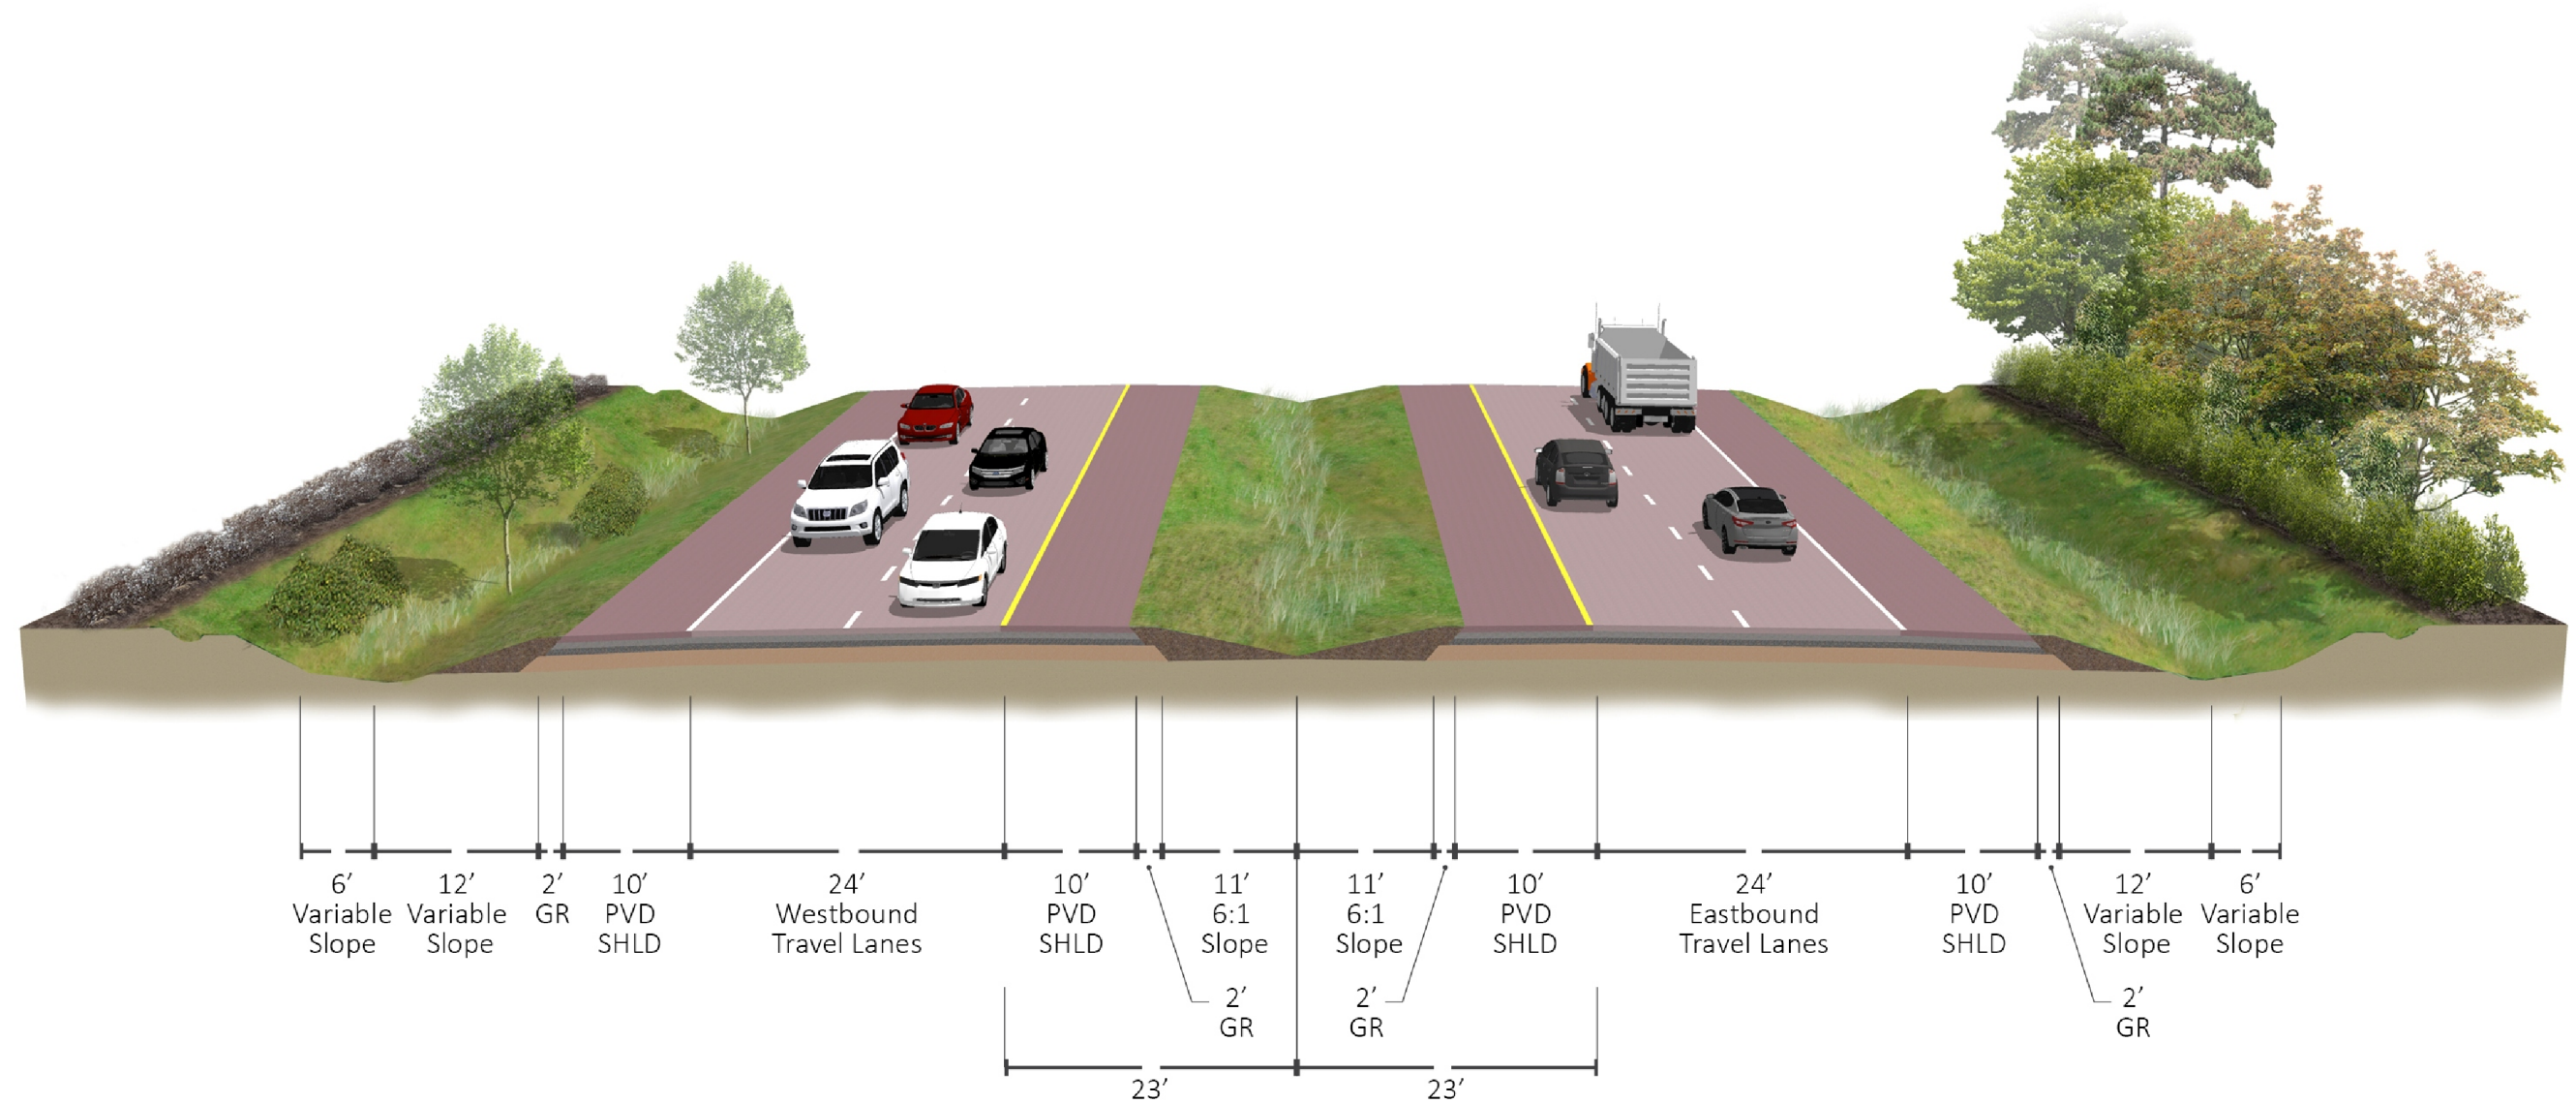 6’
Variable
Slope
12’
Variable
Slope
2’
GR
10’
PVD
SHLD
24’
Westbound
Travel Lanes
10’
PVD
SHLD
11’
6:1
Slope
11’
6:1
Slope
10’
PVD
SHLD
24’
Eastbound
Travel Lanes
10’
PVD
SHLD
12’
Variable
Slope
6’
Variable
Slope
2’
GR
2’
GR
2’
GR
23’
23’